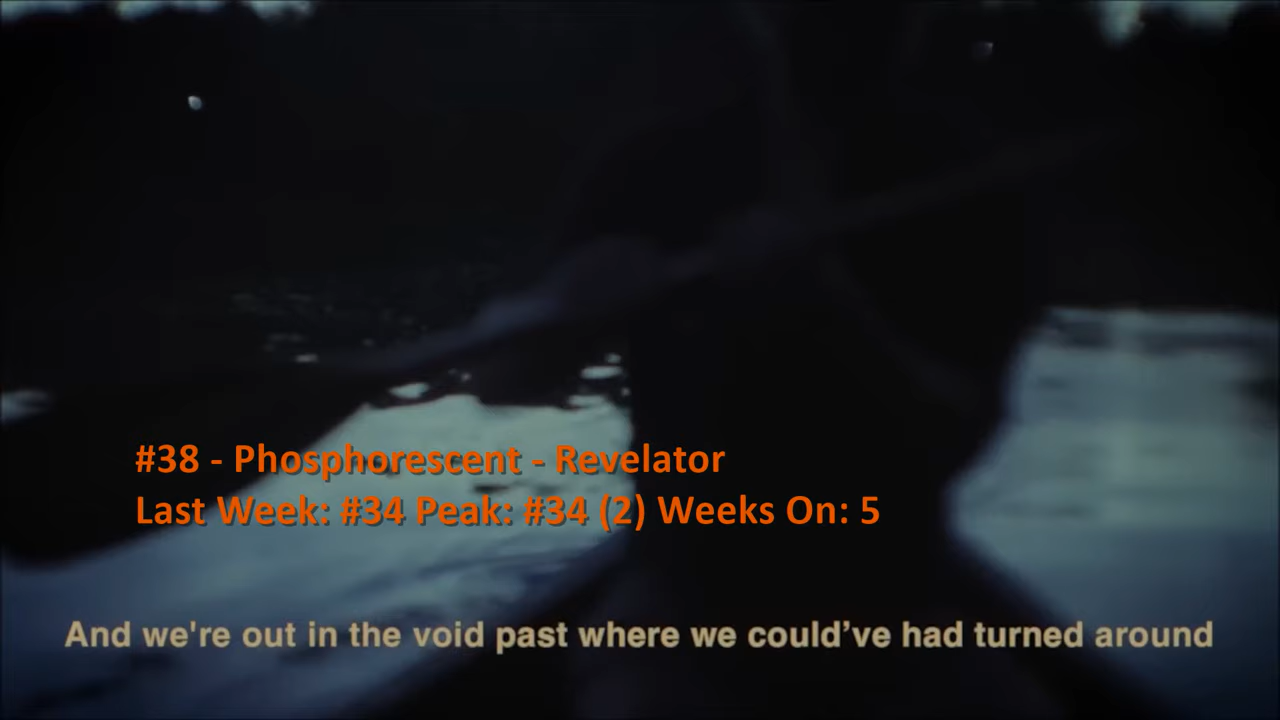 #38 - Phosphorescent - Revelator
Last Week: #34 Peak: #34 (2) Weeks On: 5
And we're out in the void past where we could’ve had turned around